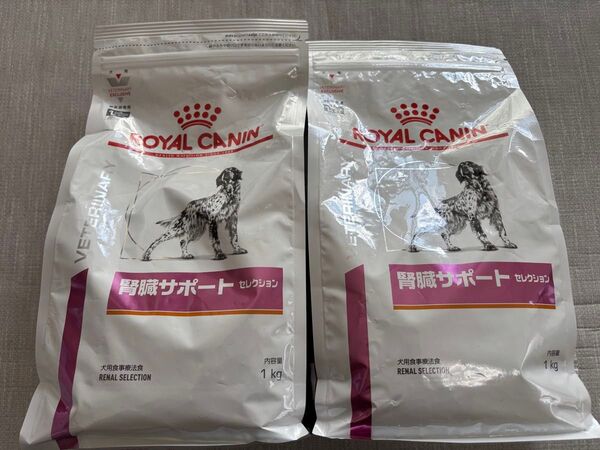 VETERINARY
EXCLUSIVE
ROYAL CANIN
VETERINARY
腎臓サポート セレクション
犬用食事療法食
RENAL SELECTION
内容量
1 kg
ROYAL CANIN
腎臓サポート セレクション
犬用食事療法食
RENAL SELECTION
内容量
1 kg